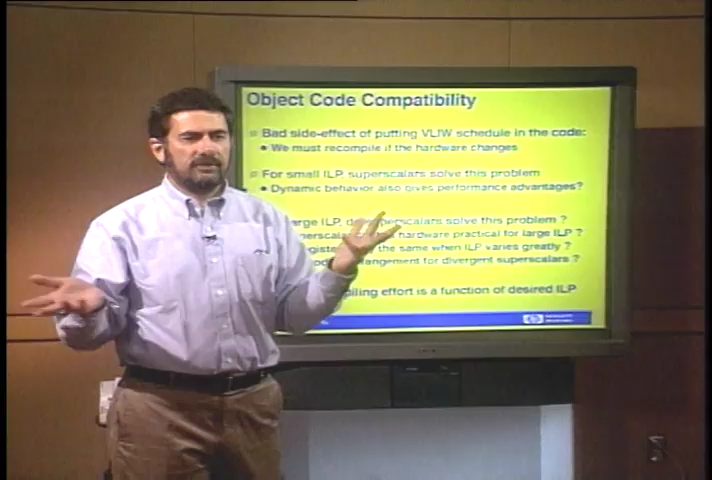 Object Code Compatibility
Bad side-effect of putting VLIW schedule in the code:
We must recompile if the hardware changes
For small ILP superscalars solve this problem
Dynamic behavior also gives performance advantages?
large ILP, do superscalars solve this problem ?
hardware practical for large ILP ?
the same when ILP varies greatly ?
for divergent superscalars ?
effort is a function of desired ILP
hp